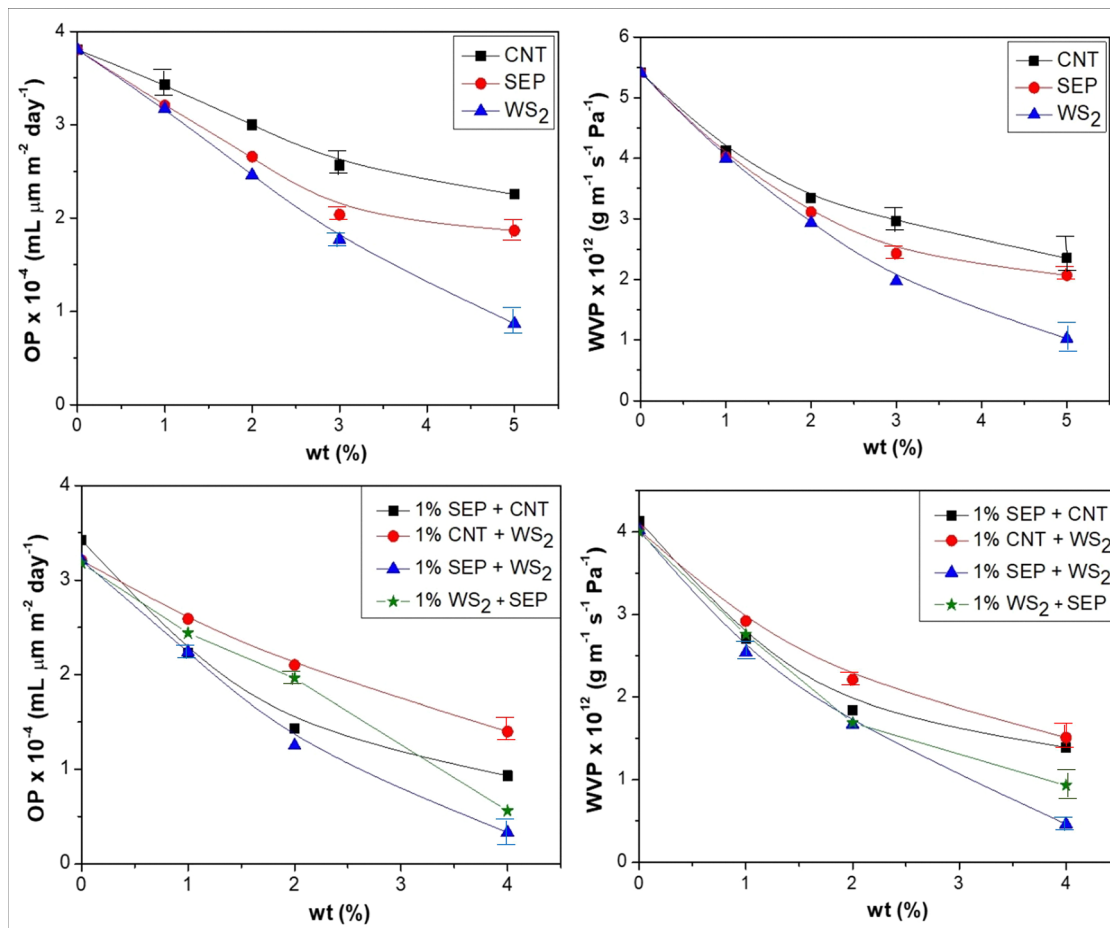 4
3
2
1
0
OP x 10⁻⁴ (mL µm m⁻² day⁻¹)
CNT
SEP
WS₂
0 1 2 3 4 5
wt (%)
6
5
4
3
2
1
0
WVP x 10¹² (g m⁻¹ s⁻¹ Pa⁻¹)
CNT
SEP
WS₂
0 1 2 3 4 5
wt (%)
4
3
2
1
0
OP x 10⁻⁴ (mL µm m⁻² day⁻¹)
1% SEP + CNT
1% CNT + WS₂
1% SEP + WS₂
1% WS₂ + SEP
0 1 2 3 4
wt (%)
4
3
2
1
0
WVP x 10¹² (g m⁻¹ s⁻¹ Pa⁻¹)
1% SEP + CNT
1% CNT + WS₂
1% SEP + WS₂
1% WS₂ + SEP
0 1 2 3 4
wt (%)